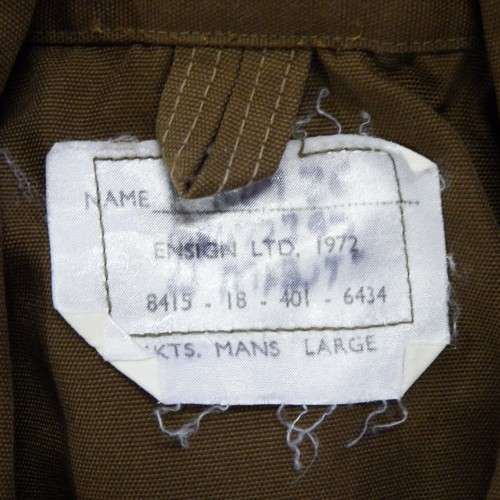 NAME
ENSIGN LTD. 1972
8415 - 18 - 401 - 6434
KTS. MANS LARGE